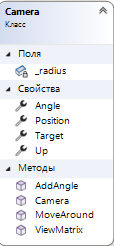 Camera
Класс
Поля
_radius
Свойства
Angle
Position
Target
Up
Методы
AddAngle
Camera
MoveAround
ViewMatrix